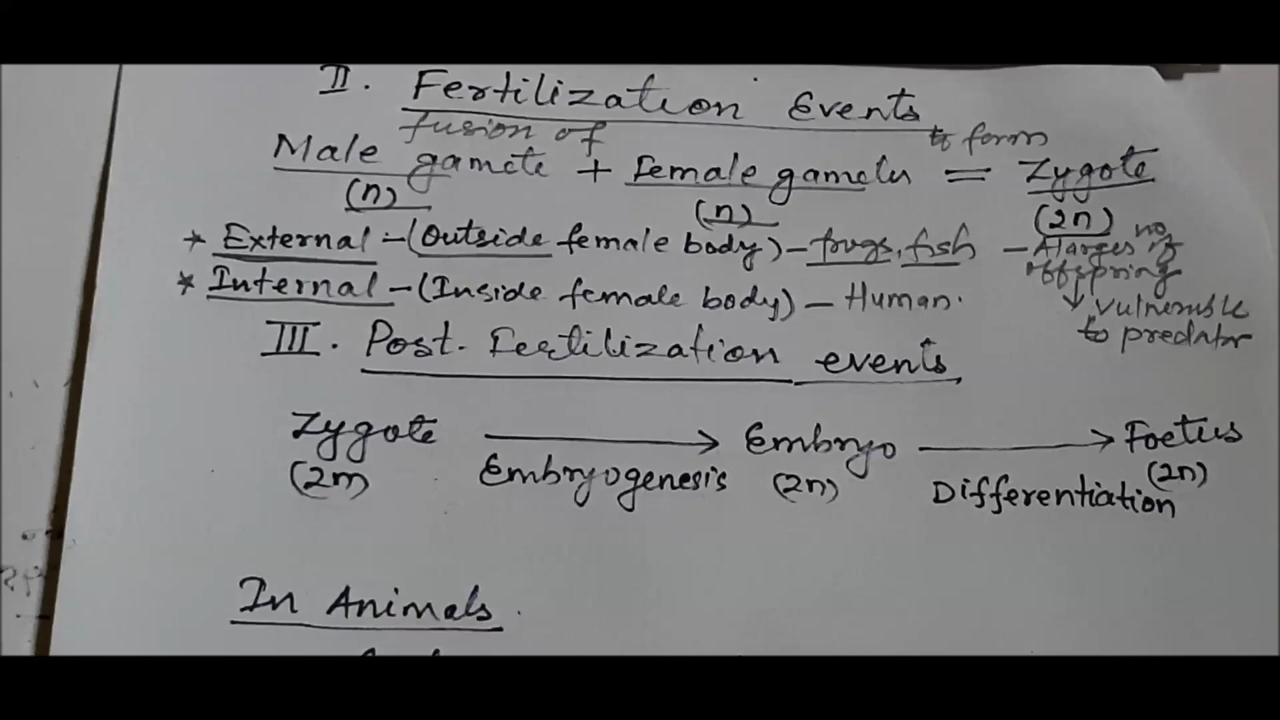 II. Fertilization Events
fusion of to form
Male gamete + Female gametes = Zygote
(n) (n) (2n)
* External - (Outside female body) - frogs, fish - A large no of
offspring
* Internal - (Inside female body) - Human.
↓ vulnerable
to predator
III. Post-Fertilization events
Zygote → Embryo → Foetus
(2n) Embryogenesis (2n) Differentiation (2n)
In Animals